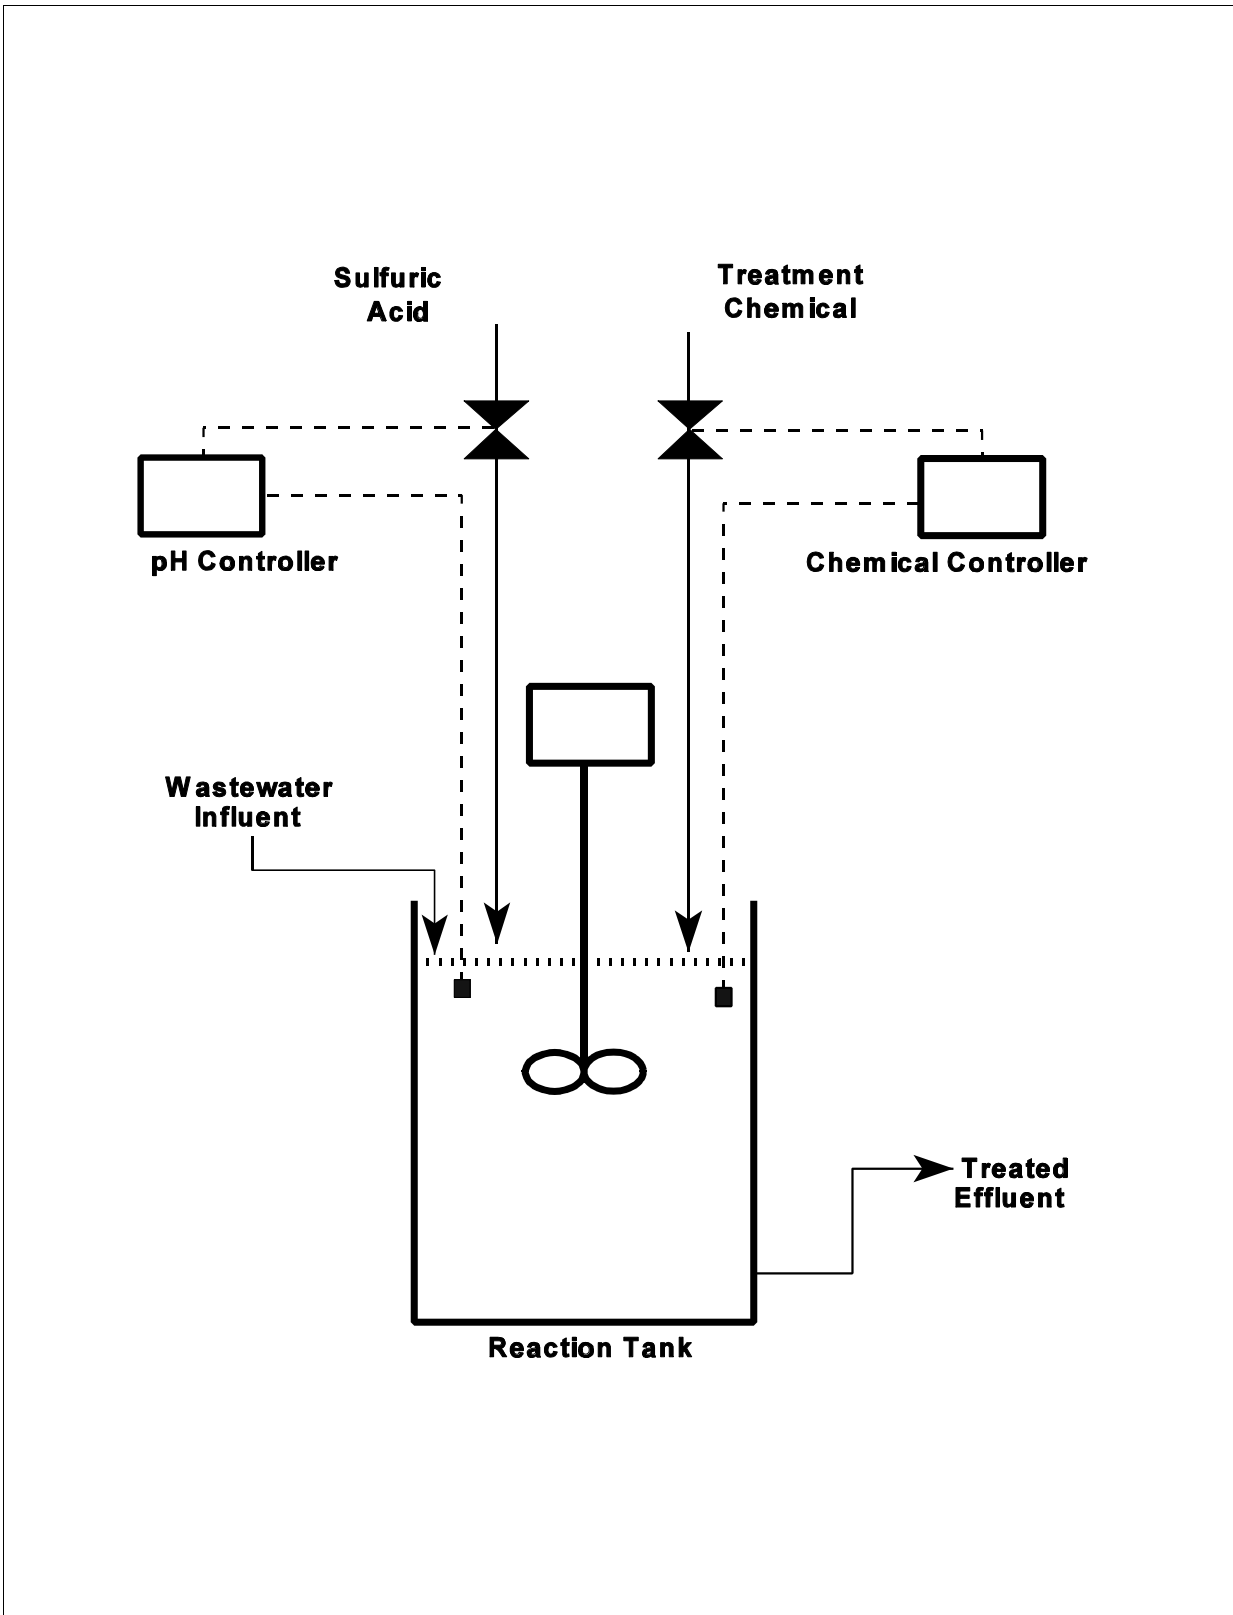 Sulfuric
Acid
Treatment
Chemical
pH Controller
Chemical Controller
Wastewater
Influent
Treated
Effluent
Reaction Tank